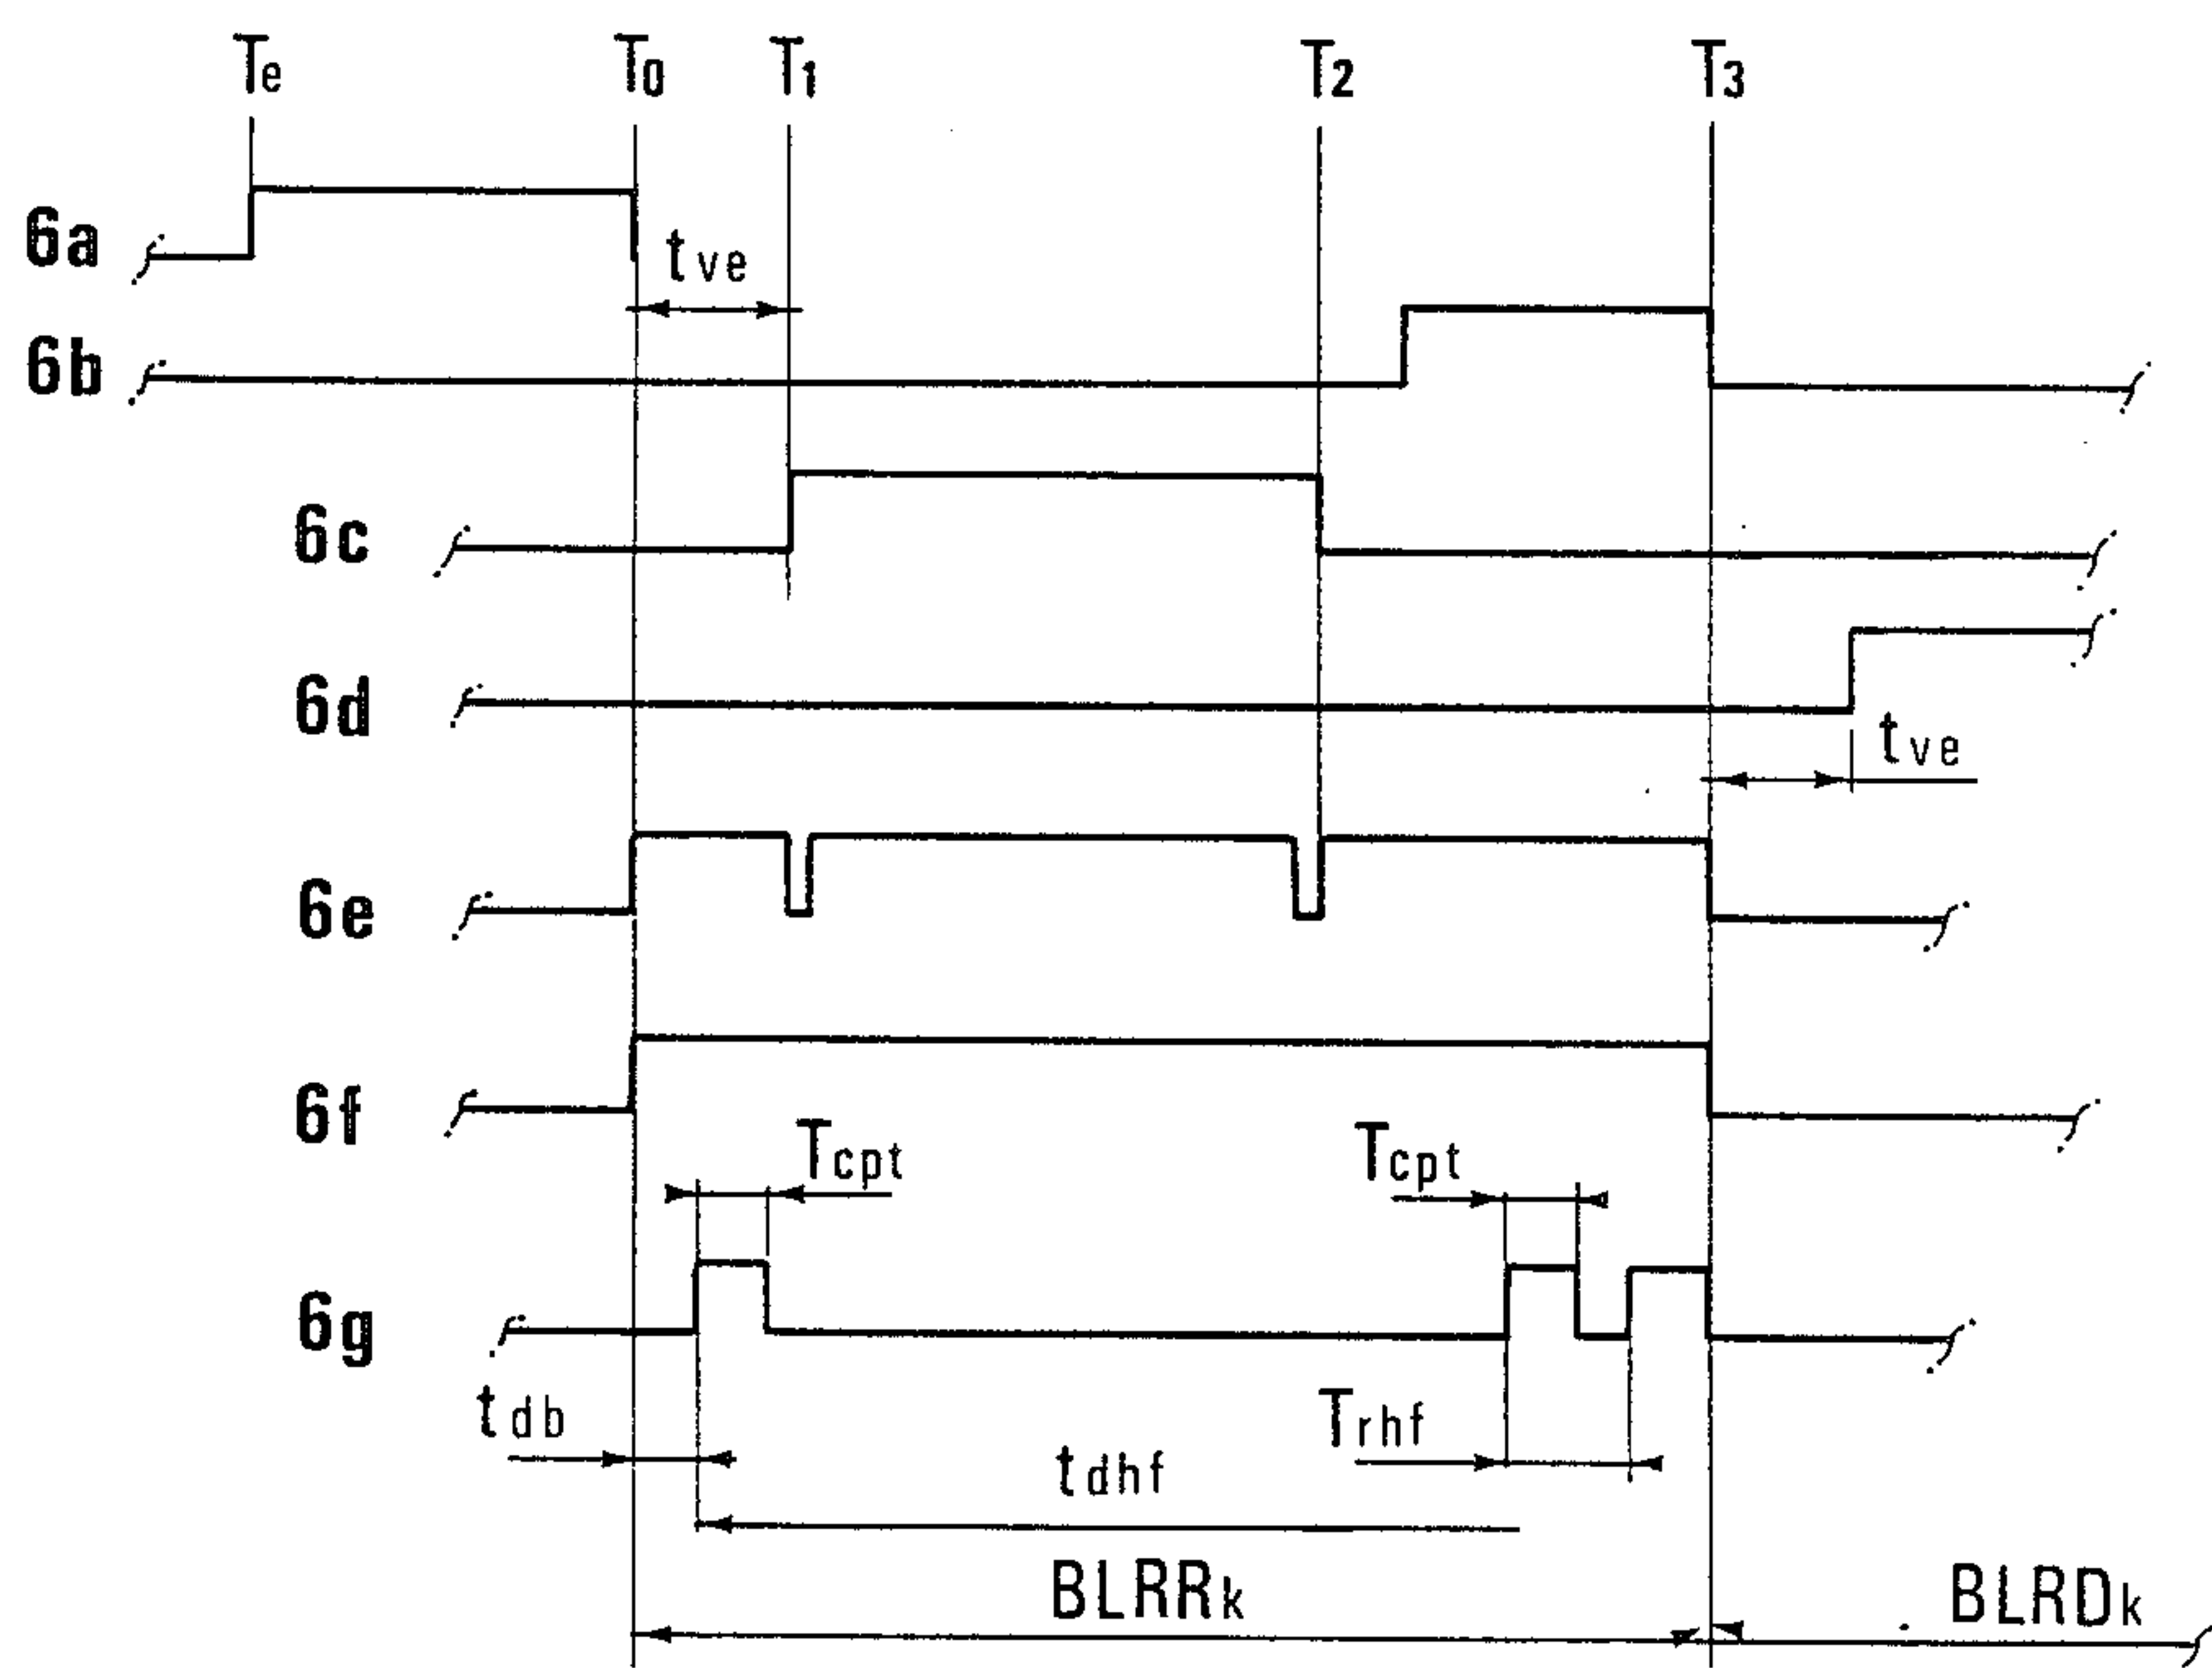 Te T0 T1 T2 T3
6a
tve
6b
6c
6d
tve
6e
6f
Tcpt Tcpt
6g
tdb Trhf
tdhf
BLRRk BLRDk